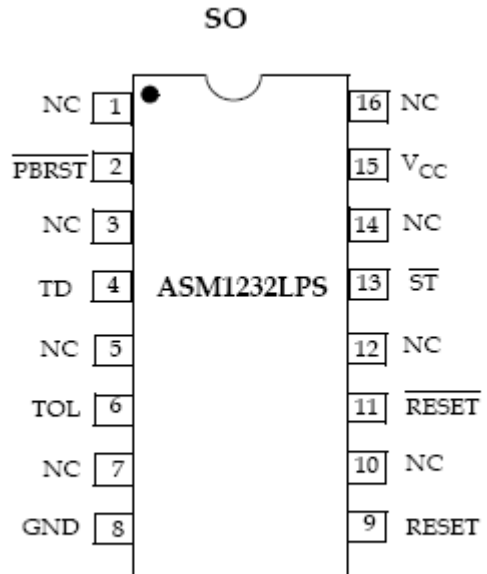 SO
NC 1 16 NC
PBRST 2 15 VCC
NC 3 14 NC
TD 4 ASM1232LPS 13 ST
NC 5 12 NC
TOL 6 11 RESET
NC 7 10 NC
GND 8 9 RESET